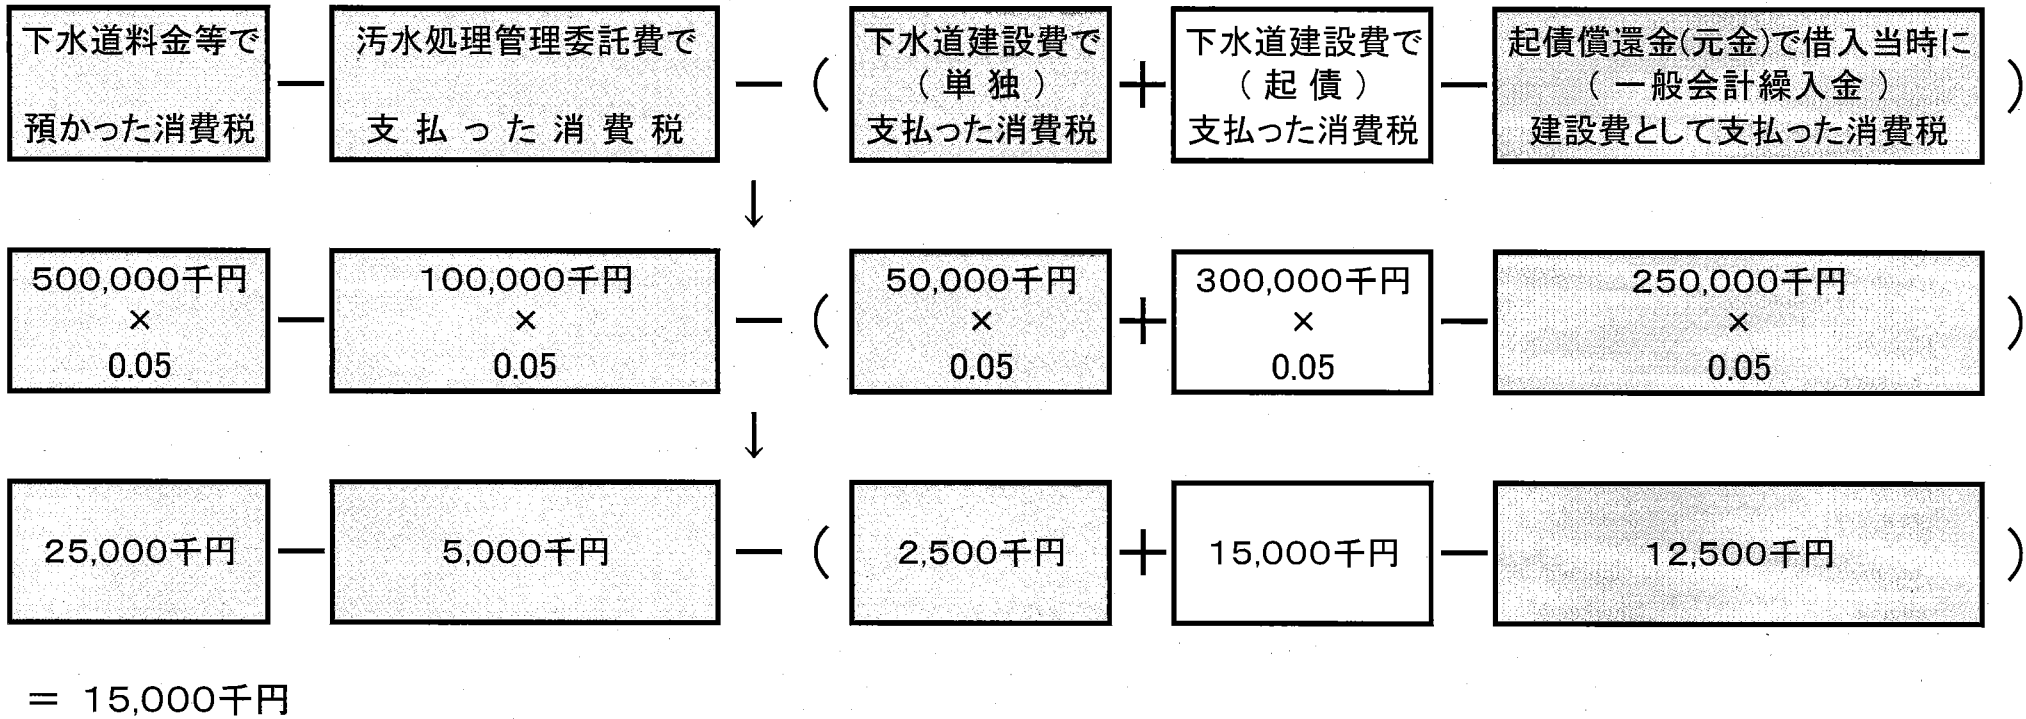 下水道料金等で
預かった消費税
－
汚水処理管理委託費で
支払った消費税
－
（
下水道建設費で
（単独）
支払った消費税
＋
下水道建設費で
（起債）
支払った消費税
－
起債償還金(元金)で借入当時に
（一般会計繰入金）
建設費として支払った消費税
）
↓
500,000千円
×
0.05
－
100,000千円
×
0.05
－
（
50,000千円
×
0.05
＋
300,000千円
×
0.05
－
250,000千円
×
0.05
）
↓
25,000千円
－
5,000千円
－
（
2,500千円
＋
15,000千円
－
12,500千円
）
＝ 15,000千円